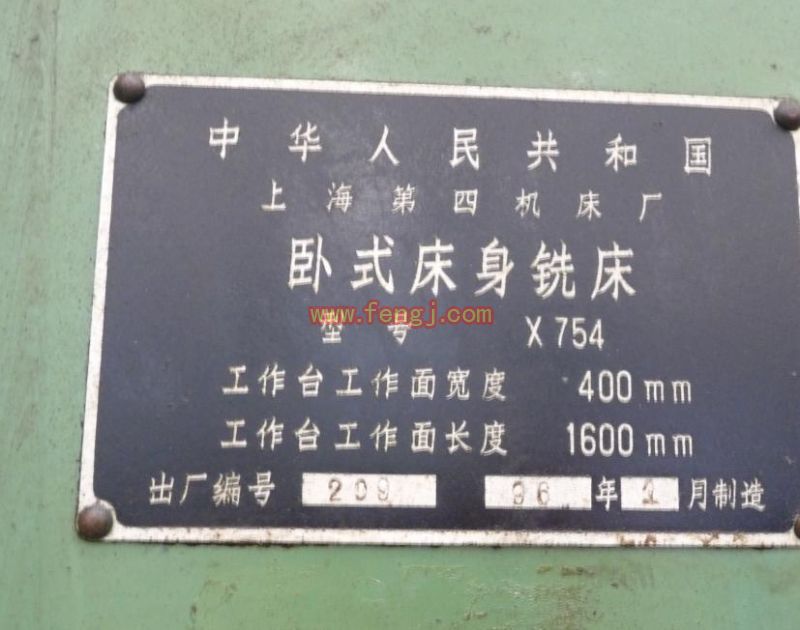 中华人民共和国
上海第四机床厂
卧式床身铣床
www.fengj.com
型号 X754
工作台工作面宽度 400mm
工作台工作面长度 1600mm
出厂编号 209 96年1月制造